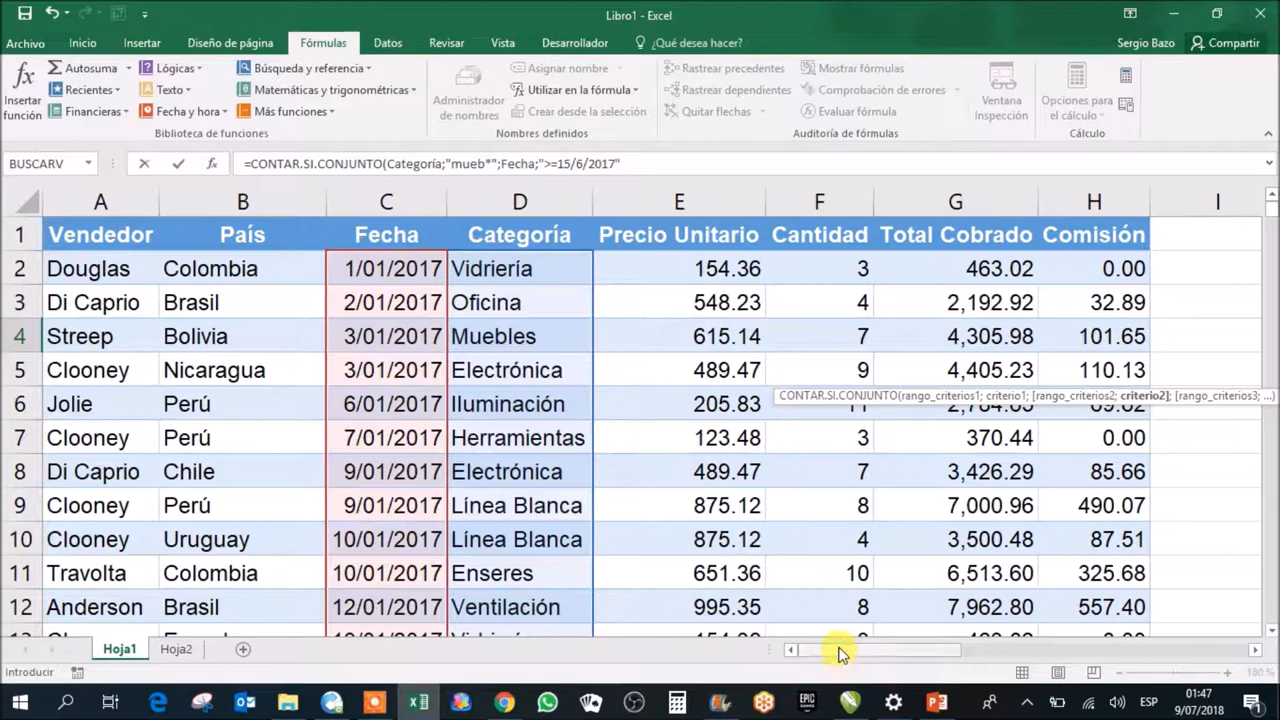 Libro1 - Excel
Archivo Inicio Insertar Diseño de página Fórmulas Datos Revisar Vista Desarrollador ¿Qué desea hacer? Sergio Bazo Compartir
fx Insertar función
Autosuma
Recientes
Financieras
Lógicas
Texto
Fecha y hora
Búsqueda y referencia
Matemáticas y trigonométricas
Más funciones
Biblioteca de funciones
Administrador de nombres
Asignar nombre
Utilizar en la fórmula
Crear desde la selección
Nombres definidos
Rastrear precedentes
Rastrear dependientes
Quitar flechas
Mostrar fórmulas
Comprobación de errores
Evaluar fórmula
Auditoría de fórmulas
Ventana Inspección
Opciones para el cálculo
Cálculo
BUSCARV fx =CONTAR.SI.CONJUNTO(Categoría;"mueb*";Fecha;">=15/6/2017"
A B C D E F G H I
1 Vendedor País Fecha Categoría Precio Unitario Cantidad Total Cobrado Comisión
2 Douglas Colombia 1/01/2017 Vidriería 154.36 3 463.02 0.00
3 Di Caprio Brasil 2/01/2017 Oficina 548.23 4 2,192.92 32.89
4 Streep Bolivia 3/01/2017 Muebles 615.14 7 4,305.98 101.65
5 Clooney Nicaragua 3/01/2017 Electrónica 489.47 9 4,405.23 110.13
CONTAR.SI.CONJUNTO(rango_criterios1; criterio1; [rango_criterios2; criterio2]; [rango_criterios3; ...)
6 Jolie Perú 6/01/2017 Iluminación 205.83
7 Clooney Perú 7/01/2017 Herramientas 123.48 3 370.44 0.00
8 Di Caprio Chile 9/01/2017 Electrónica 489.47 7 3,426.29 85.66
9 Clooney Perú 9/01/2017 Línea Blanca 875.12 8 7,000.96 490.07
10 Clooney Uruguay 10/01/2017 Línea Blanca 875.12 4 3,500.48 87.51
11 Travolta Colombia 10/01/2017 Enseres 651.36 10 6,513.60 325.68
12 Anderson Brasil 12/01/2017 Ventilación 995.35 8 7,962.80 557.40
Hoja1 Hoja2
Introducir 180 %
ESP
01:47
9/07/2018
EPIC GAMES